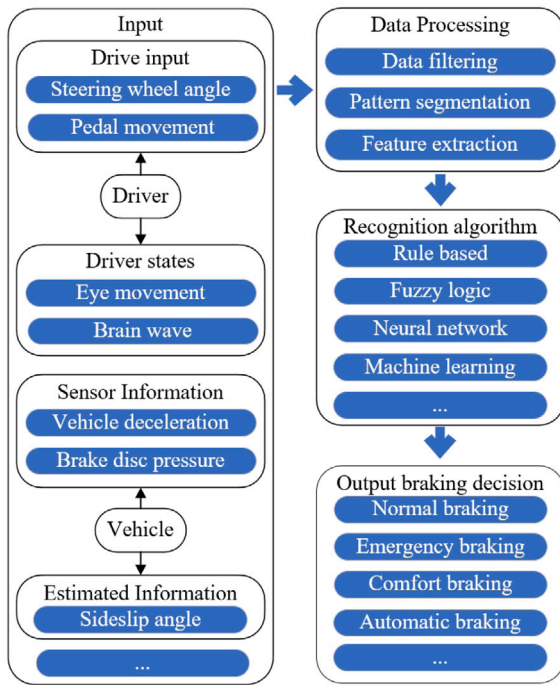 Input
Drive input
Steering wheel angle
Pedal movement
Driver
Driver states
Eye movement
Brain wave
Sensor Information
Vehicle deceleration
Brake disc pressure
Vehicle
Estimated Information
Sideslip angle
...
Data Processing
Data filtering
Pattern segmentation
Feature extraction
Recognition algorithm
Rule based
Fuzzy logic
Neural network
Machine learning
...
Output braking decision
Normal braking
Emergency braking
Comfort braking
Automatic braking
...